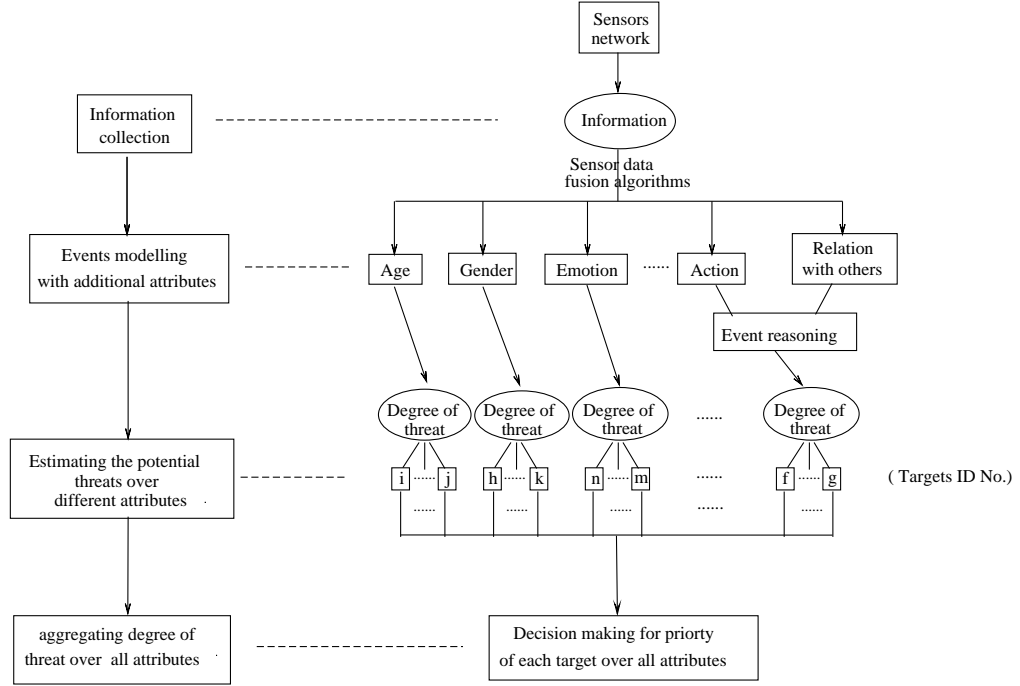 Sensors
network
Information
collection
Information
Sensor data
fusion algorithms
Events modelling
with additional attributes
Age
Gender
Emotion
......
Action
Relation
with others
Event reasoning
Degree of
threat
Degree of
threat
Degree of
threat
......
Degree of
threat
Estimating the potential
threats over
different attributes
i ...... j
h ...... k
n ...... m
......
f ...... g
( Targets ID No.)
......
......
......
......
......
aggregating degree of
threat over all attributes
Decision making for priorty
of each target over all attributes